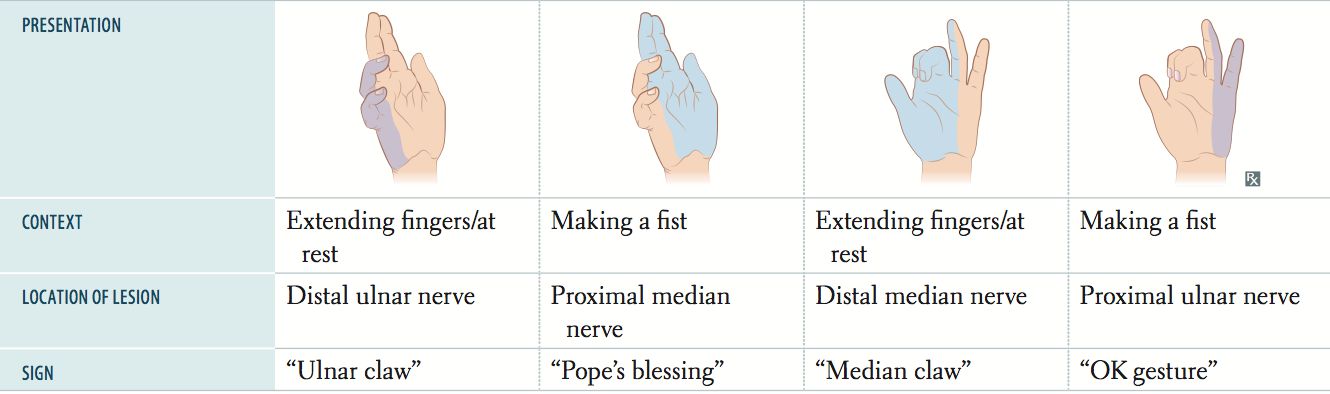 PRESENTATION
Rx
CONTEXT
Extending fingers/at
rest
Making a fist
Extending fingers/at
rest
Making a fist
LOCATION OF LESION
Distal ulnar nerve
Proximal median
nerve
Distal median nerve
Proximal ulnar nerve
SIGN
“Ulnar claw”
“Pope’s blessing”
“Median claw”
“OK gesture”